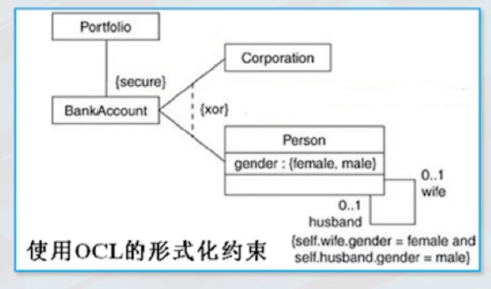 Portfolio
{secure}
Corporation
BankAccount
{xor}
Person
gender : {female, male}
0..1
wife
0..1
husband
{self.wife.gender = female and
self.husband.gender = male}
使用OCL的形式化约束